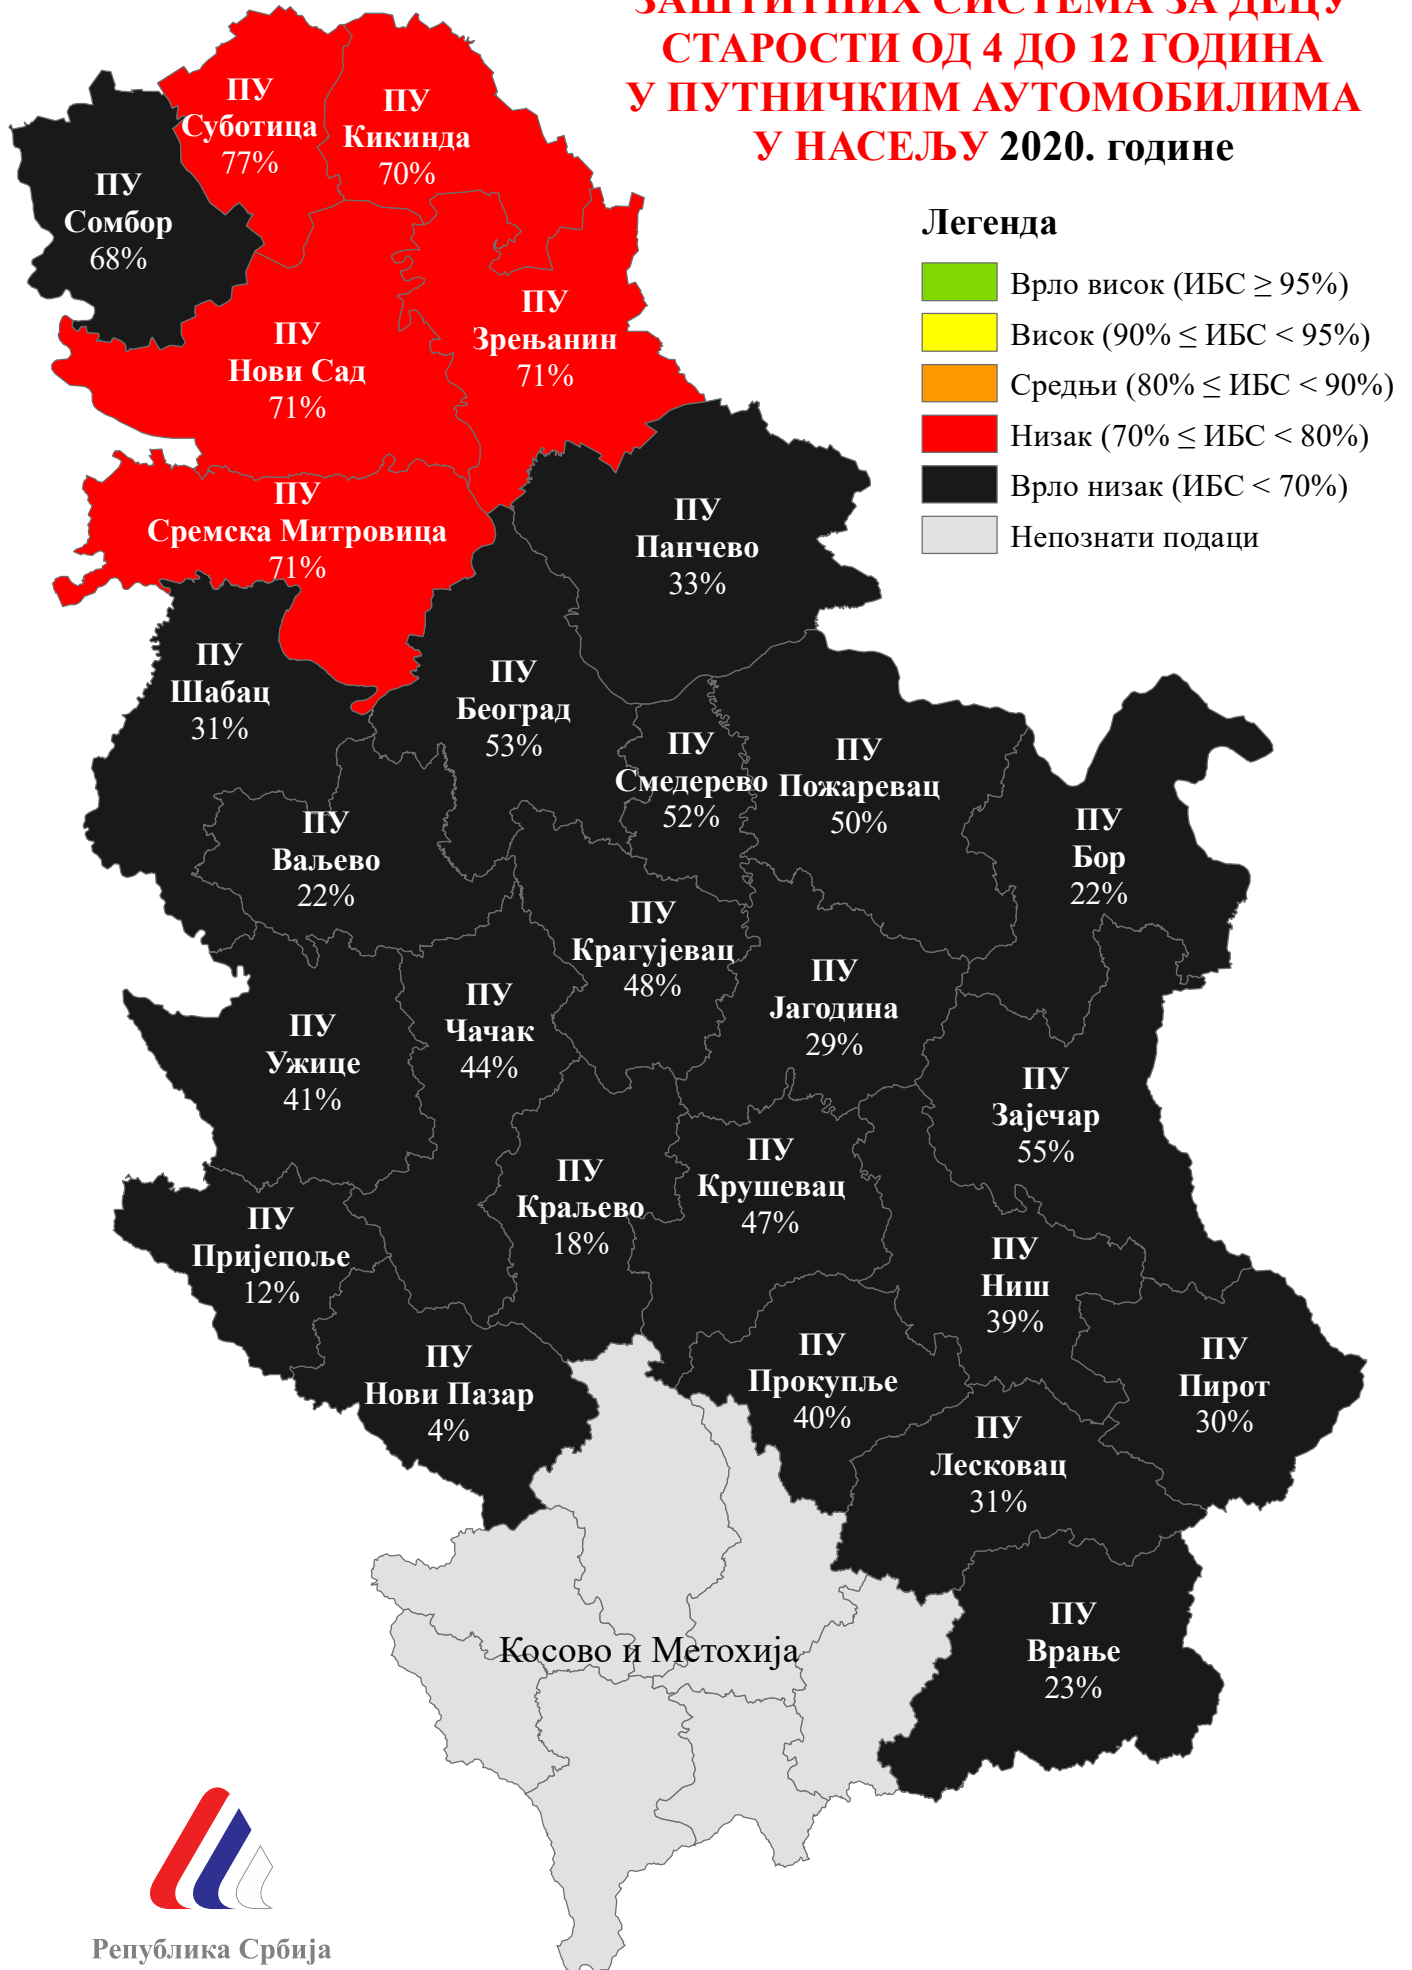 ЗАШТИТНИХ СИСТЕМА ЗА ДЕЦУ
СТАРОСТИ ОД 4 ДО 12 ГОДИНА
У ПУТНИЧКИМ АУТОМОБИЛИМА
У НАСЕЉУ 2020. године
Легенда
Врло висок (ИБС ≥ 95%)
Висок (90% ≤ ИБС < 95%)
Средњи (80% ≤ ИБС < 90%)
Низак (70% ≤ ИБС < 80%)
Врло низак (ИБС < 70%)
Непознати подаци
ПУ
Суботица
77%
ПУ
Кикинда
70%
ПУ
Сомбор
68%
ПУ
Зрењанин
71%
ПУ
Нови Сад
71%
ПУ
Сремска Митровица
71%
ПУ
Панчево
33%
ПУ
Шабац
31%
ПУ
Београд
53%
ПУ
Смедерево
52%
ПУ
Пожаревац
50%
ПУ
Бор
22%
ПУ
Ваљево
22%
ПУ
Крагујевац
48%
ПУ
Јагодина
29%
ПУ
Чачак
44%
ПУ
Ужице
41%
ПУ
Зајечар
55%
ПУ
Крушевац
47%
ПУ
Краљево
18%
ПУ
Пријепоље
12%
ПУ
Ниш
39%
ПУ
Прокупље
40%
ПУ
Пирот
30%
ПУ
Нови Пазар
4%
ПУ
Лесковац
31%
ПУ
Врање
23%
Косово и Метохија
Република Србија